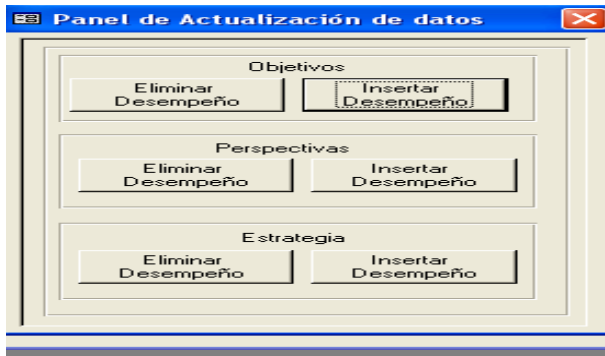 Panel de Actualización de datos
Objetivos
Eliminar Insertar
Desempeño Desempeño
Perspectivas
Eliminar Insertar
Desempeño Desempeño
Estrategia
Eliminar Insertar
Desempeño Desempeño